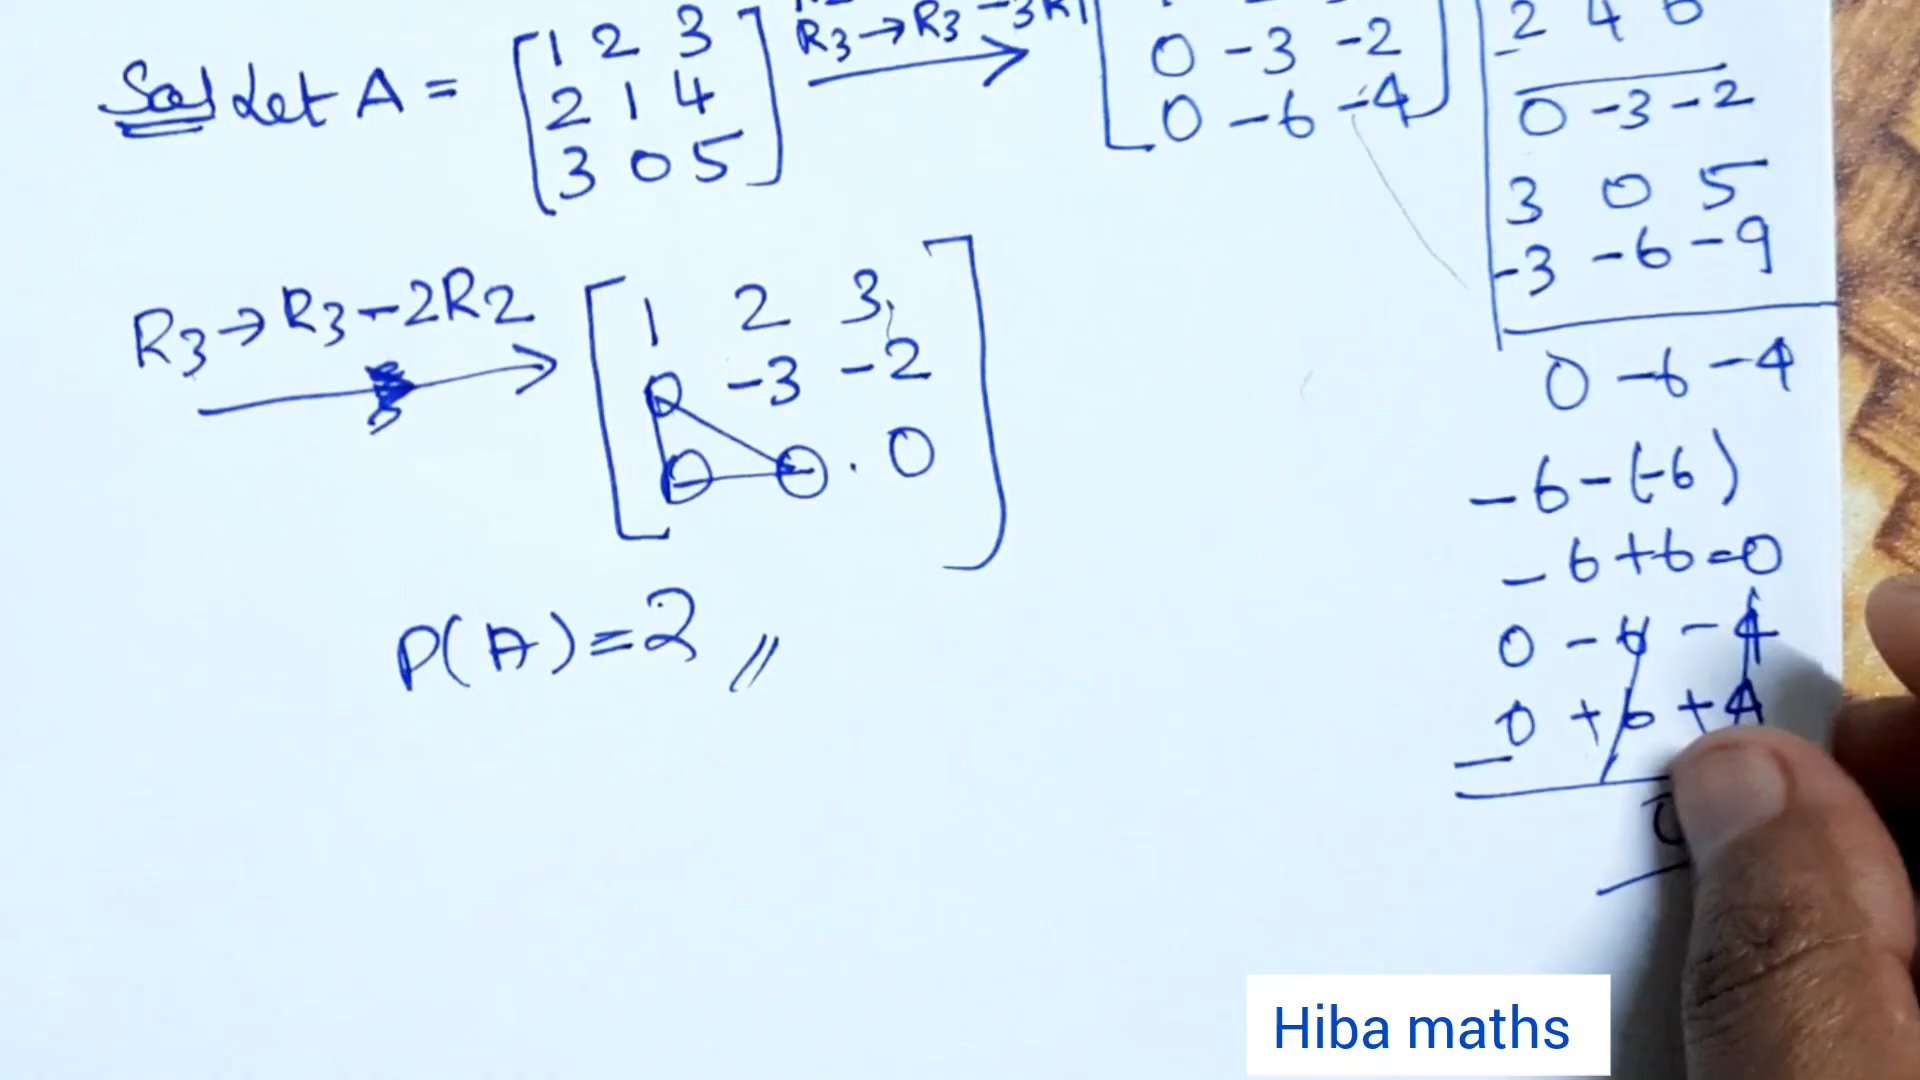 Sol Let A = [1 2 3
2 1 4
3 0 5]
R3→R3-3R1
0 -3 -2
0 -6 -4
R3→R3-2R2
[1 2 3
0 -3 -2
0 0 0]
P(A)=2 //
2 4 6
0 -3 -2
3 0 5
-3 -6 -9
0 -6 -4
-6-(-6)
-6+6=0
0 -6 -4
0 +6 +4
Hiba maths